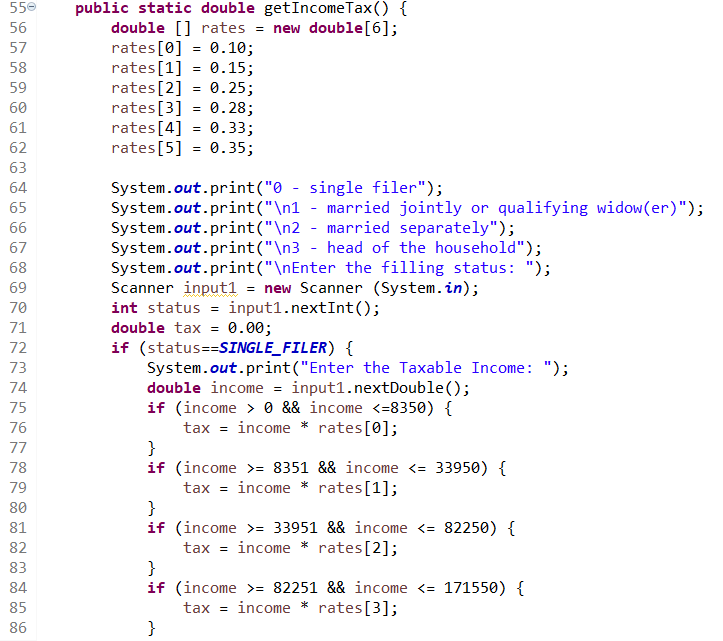 55 public static double getIncomeTax() {
56 double [] rates = new double[6];
57 rates[0] = 0.10;
58 rates[1] = 0.15;
59 rates[2] = 0.25;
60 rates[3] = 0.28;
61 rates[4] = 0.33;
62 rates[5] = 0.35;
63
64 System.out.print("0 - single filer");
65 System.out.print("\n1 - married jointly or qualifying widow(er)");
66 System.out.print("\n2 - married separately");
67 System.out.print("\n3 - head of the household");
68 System.out.print("\nEnter the filling status: ");
69 Scanner input1 = new Scanner (System.in);
70 int status = input1.nextInt();
71 double tax = 0.00;
72 if (status==SINGLE_FILER) {
73 System.out.print("Enter the Taxable Income: ");
74 double income = input1.nextDouble();
75 if (income > 0 && income <=8350) {
76 tax = income * rates[0];
77 }
78 if (income >= 8351 && income <= 33950) {
79 tax = income * rates[1];
80 }
81 if (income >= 33951 && income <= 82250) {
82 tax = income * rates[2];
83 }
84 if (income >= 82251 && income <= 171550) {
85 tax = income * rates[3];
86 }